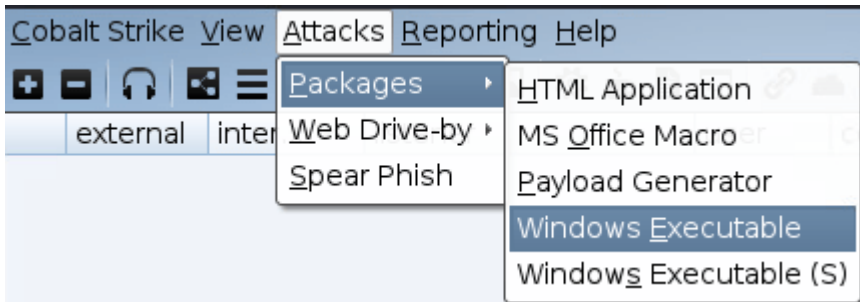 Cobalt Strike View Attacks Reporting Help
Packages
HTML Application
external
Web Drive-by
MS Office Macro
Spear Phish
Payload Generator
Windows Executable
Windows Executable (S)